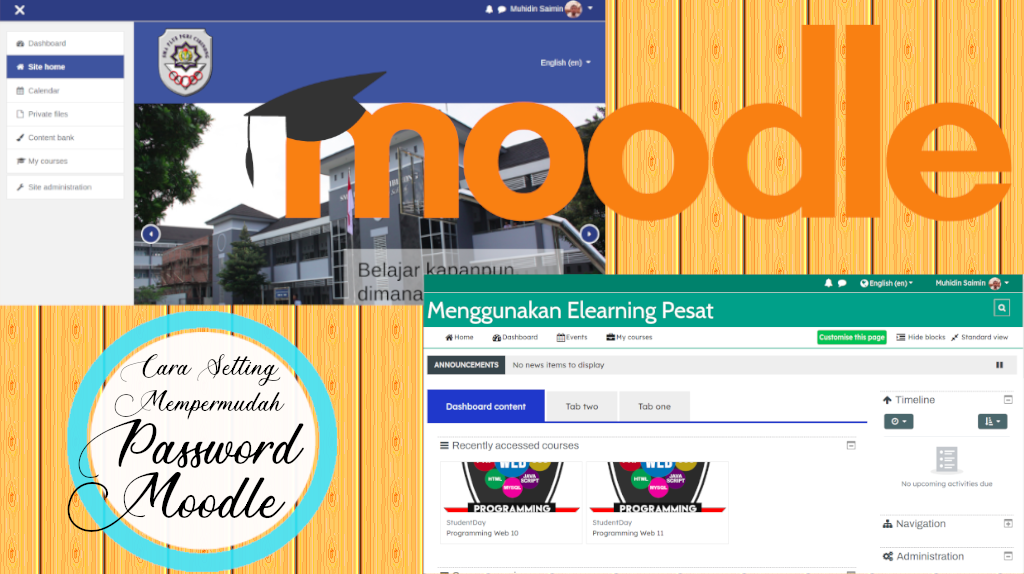 Muhidin Saimin
Dashboard
Site home
Calendar
Private files
Content bank
My courses
Site administration
English (en)
Belajar kapanpun
dimana
moodle
English (en)
Muhidin Saimin
Menggunakan Elearning Pesat
Home
Dashboard
Events
My courses
Customise this page
Hide blocks
Standard view
ANNOUNCEMENTS
No news items to display
Dashboard content
Tab two
Tab one
Timeline
Recently accessed courses
No upcoming activities due
WEB
HTML
JAVA
SCRIPT
MYSQL
PROGRAMMING
StudentDay
Programming Web 10
WEB
HTML
JAVA
SCRIPT
MYSQL
PROGRAMMING
StudentDay
Programming Web 11
Navigation
Administration
Cara Setting
Mempermudah
Password
Moodle